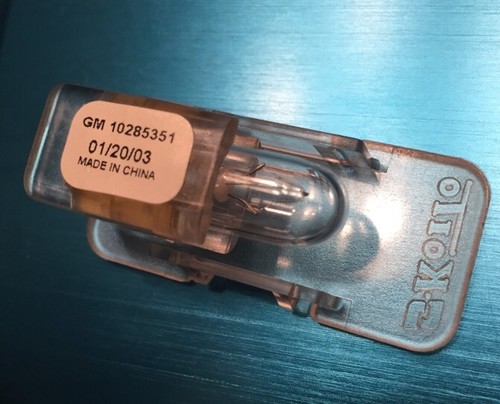 GM 10285351
01/20/03
MADE IN CHINA
KOITO